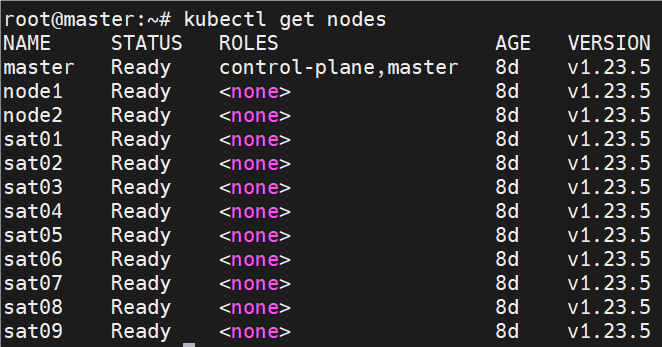 root@master:~# kubectl get nodes
NAME     STATUS   ROLES                  AGE   VERSION
master   Ready    control-plane,master   8d    v1.23.5
node1    Ready    <none>                 8d    v1.23.5
node2    Ready    <none>                 8d    v1.23.5
sat01    Ready    <none>                 8d    v1.23.5
sat02    Ready    <none>                 8d    v1.23.5
sat03    Ready    <none>                 8d    v1.23.5
sat04    Ready    <none>                 8d    v1.23.5
sat05    Ready    <none>                 8d    v1.23.5
sat06    Ready    <none>                 8d    v1.23.5
sat07    Ready    <none>                 8d    v1.23.5
sat08    Ready    <none>                 8d    v1.23.5
sat09    Ready    <none>                 8d    v1.23.5